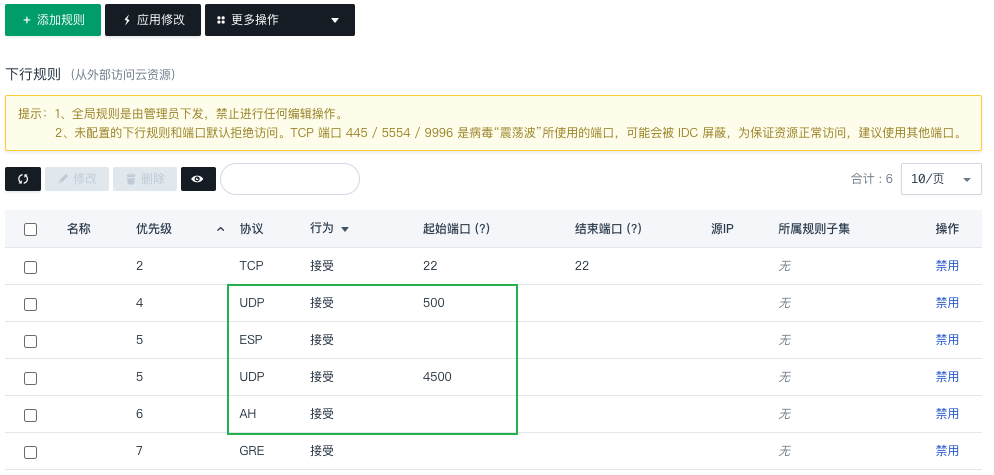 + 添加规则 应用修改 更多操作
下行规则 (从外部访问云资源)
提示: 1、全局规则是由管理员下发，禁止进行任何编辑操作。
2、未配置的下行规则和端口默认拒绝访问。TCP 端口 445 / 5554 / 9996 是病毒“震荡波”所使用的端口，可能会被 IDC 屏蔽，为保证资源正常访问，建议使用其他端口。
修改 删除 合计 : 6 10/页
名称 优先级 协议 行为 起始端口 (?) 结束端口 (?) 源IP 所属规则子集 操作
2 TCP 接受 22 22 无 禁用
4 UDP 接受 500 无 禁用
5 ESP 接受 无 禁用
5 UDP 接受 4500 无 禁用
6 AH 接受 无 禁用
7 GRE 接受 无 禁用